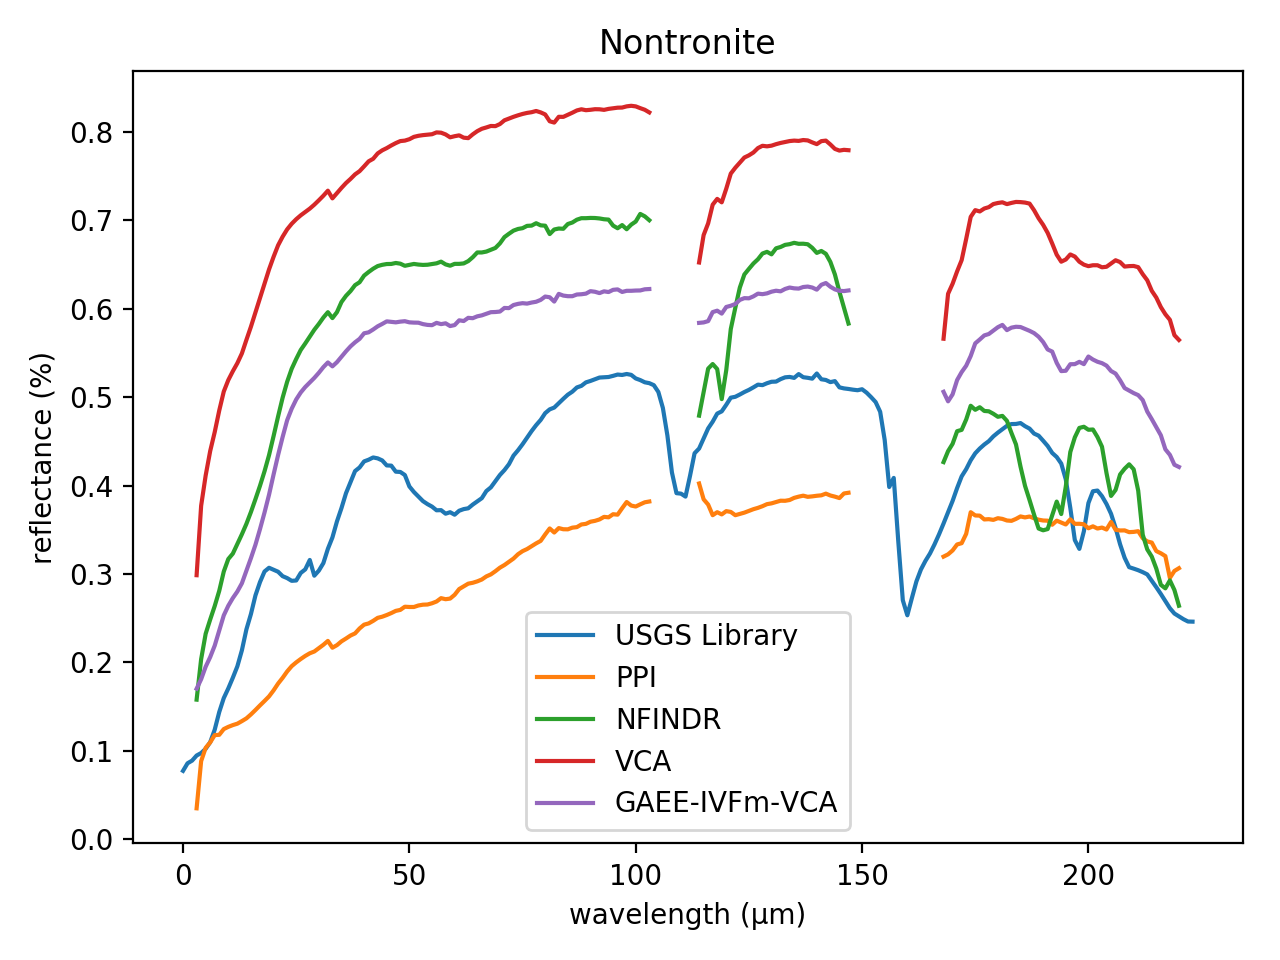 Nontronite
reflectance (%)
0.8
0.7
0.6
0.5
0.4
0.3
0.2
0.1
0.0
USGS Library
PPI
NFINDR
VCA
GAEE-IVFm-VCA
0 50 100 150 200
wavelength (μm)